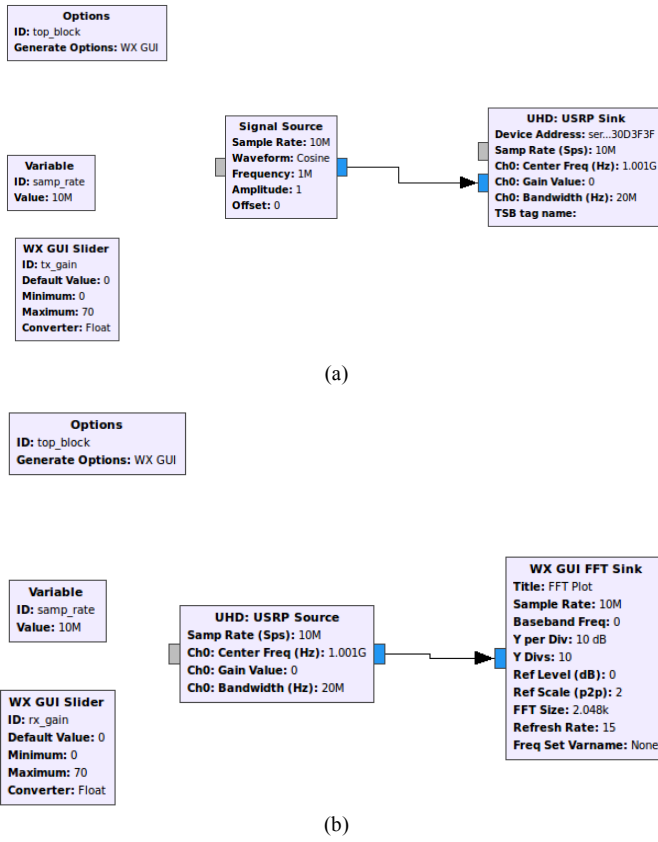 Options
ID: top_block
Generate Options: WX GUI
Variable
ID: samp_rate
Value: 10M
WX GUI Slider
ID: tx_gain
Default Value: 0
Minimum: 0
Maximum: 70
Converter: Float
Signal Source
Sample Rate: 10M
Waveform: Cosine
Frequency: 1M
Amplitude: 1
Offset: 0
UHD: USRP Sink
Device Address: ser...30D3F3F
Samp Rate (Sps): 10M
Ch0: Center Freq (Hz): 1.001G
Ch0: Gain Value: 0
Ch0: Bandwidth (Hz): 20M
TSB tag name:
(a)
Options
ID: top_block
Generate Options: WX GUI
Variable
ID: samp_rate
Value: 10M
WX GUI Slider
ID: rx_gain
Default Value: 0
Minimum: 0
Maximum: 70
Converter: Float
UHD: USRP Source
Samp Rate (Sps): 10M
Ch0: Center Freq (Hz): 1.001G
Ch0: Gain Value: 0
Ch0: Bandwidth (Hz): 20M
WX GUI FFT Sink
Title: FFT Plot
Sample Rate: 10M
Baseband Freq: 0
Y per Div: 10 dB
Y Divs: 10
Ref Level (dB): 0
Ref Scale (p2p): 2
FFT Size: 2.048k
Refresh Rate: 15
Freq Set Varname: None
(b)